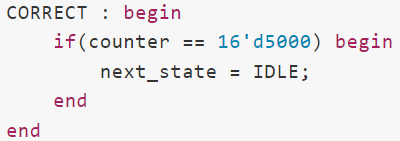 CORRECT : begin
    if(counter == 16'd5000) begin
        next_state = IDLE;
    end
end